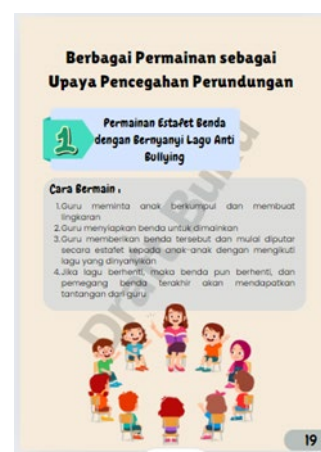 Berbagai Permainan sebagai
Upaya Pencegahan Perundungan
1
Permainan Estafet Benda
dengan Bernyanyi Lagu Anti
Bullying
Cara Bermain :
1.Guru meminta anak berkumpul dan membuat
lingkaran
2.Guru menyiapkan benda untuk dimainkan
3.Guru memberikan benda tersebut dan mulai diputar
secara estafet kepada anak-anak dengan mengikuti
lagu yang dinyanyikan
4.Jika lagu berhenti, maka benda pun berhenti, dan
pemegang benda terakhir akan mendapatkan
tantangan dari guru
Draft Buku
19